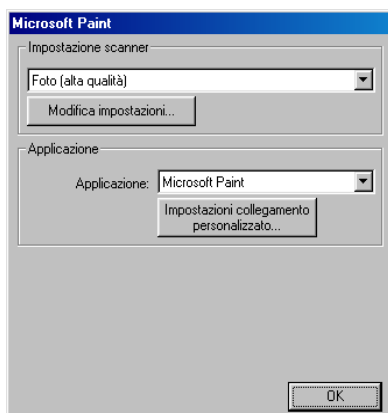 Microsoft Paint
Impostazione scanner
Foto (alta qualità)
Modifica impostazioni...
Applicazione
Applicazione: Microsoft Paint
Impostazioni collegamento
personalizzato...
OK